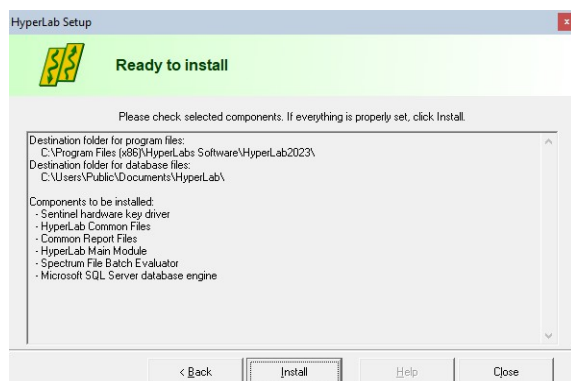 HyperLab Setup
x
Ready to install
Please check selected components. If everything is properly set, click Install.
Destination folder for program files:
C:\Program Files (x86)\HyperLabs Software\HyperLab2023\
Destination folder for database files:
C:\Users\Public\Documents\HyperLab\
Components to be installed:
- Sentinel hardware key driver
- HyperLab Common Files
- Common Report Files
- HyperLab Main Module
- Spectrum File Batch Evaluator
- Microsoft SQL Server database engine
< Back Install Help Close